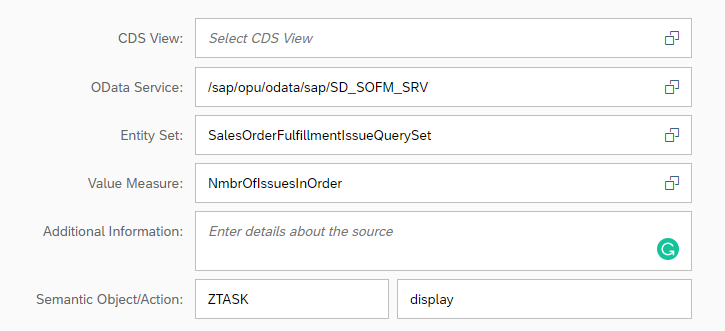 CDS View: Select CDS View
OData Service: /sap/opu/odata/sap/SD_SOFM_SRV
Entity Set: SalesOrderFulfillmentIssueQuerySet
Value Measure: NmbrOfIssuesInOrder
Additional Information: Enter details about the source
Semantic Object/Action: ZTASK display